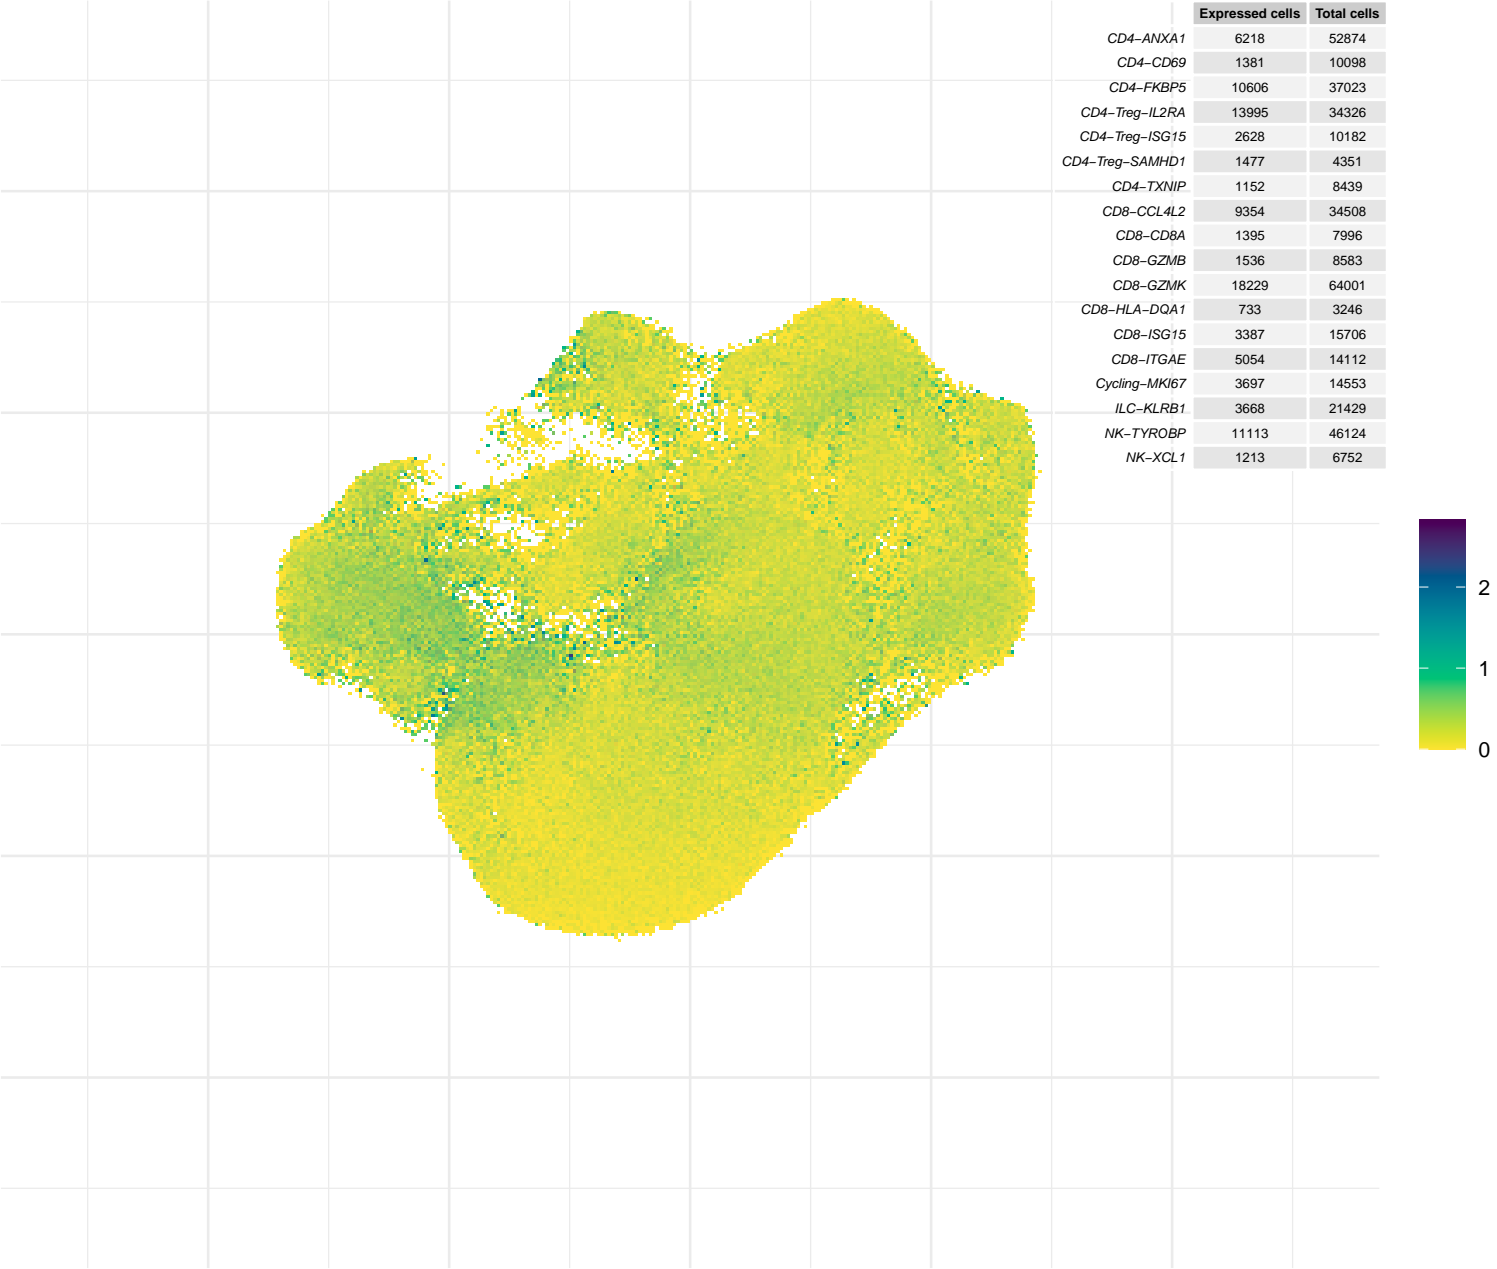 Expressed cells Total cells
CD4−ANXA1 6218 52874
CD4−CD69 1381 10098
CD4−FKBP5 10606 37023
CD4−Treg−IL2RA 13995 34326
CD4−Treg−ISG15 2628 10182
CD4−Treg−SAMHD1 1477 4351
CD4−TXNIP 1152 8439
CD8−CCL4L2 9354 34508
CD8−CD8A 1395 7996
CD8−GZMB 1536 8583
CD8−GZMK 18229 64001
CD8−HLA−DQA1 733 3246
CD8−ISG15 3387 15706
CD8−ITGAE 5054 14112
Cycling−MKI67 3697 14553
ILC−KLRB1 3668 21429
NK−TYROBP 11113 46124
NK−XCL1 1213 6752
2
1
0